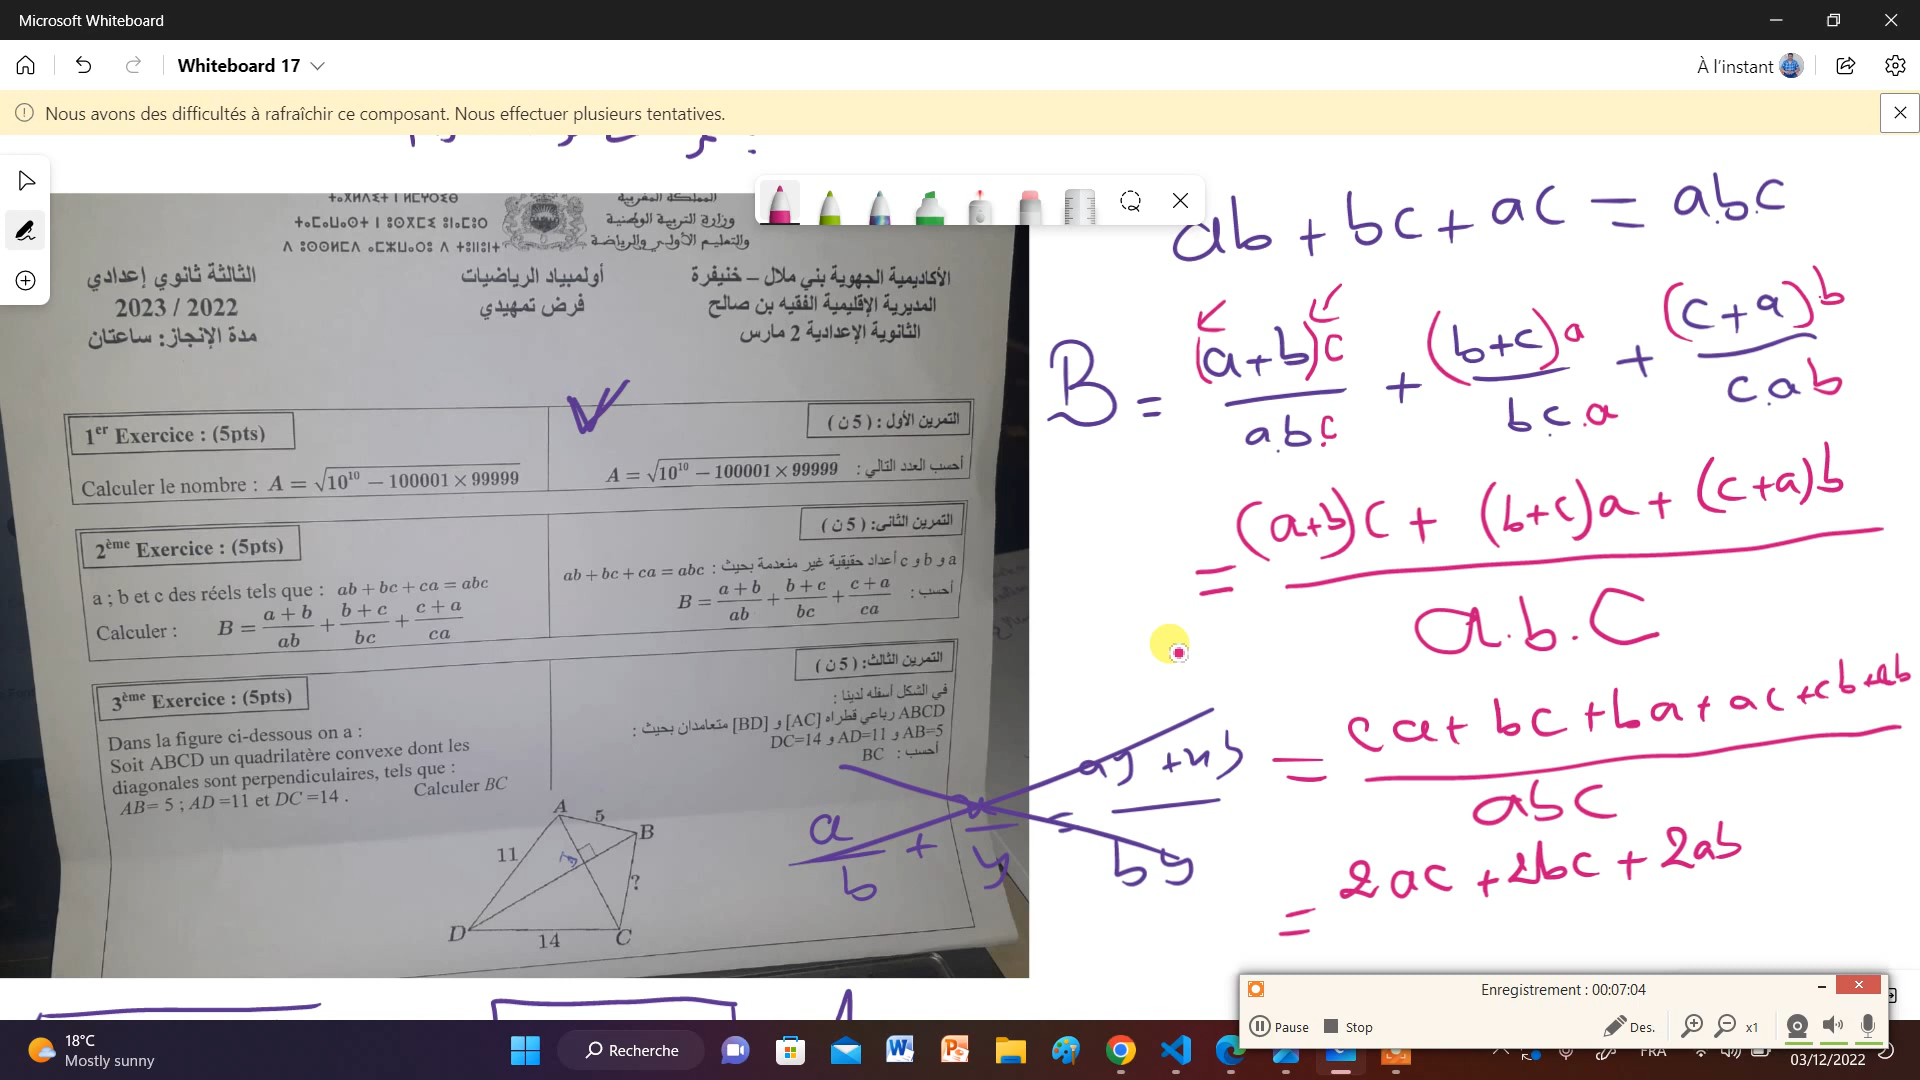 Microsoft Whiteboard
Whiteboard 17
À l'instant
Nous avons des difficultés à rafraîchir ce composant. Nous effectuer plusieurs tentatives.
المملكة المغربية
وزارة التربية الوطنية
والتعليم الأولي والرياضة
الأكاديمية الجهوية بني ملال – خنيفرة
المديرية الإقليمية الفقيه بن صالح
الثانوية الإعدادية 2 مارس
أولمبياد الرياضيات
فرض تمهيدي
الثالثة ثانوي إعدادي
2023 / 2022
مدة الإنجاز: ساعتان
1er Exercice : (5pts)
Calculer le nombre : A = √(10^10 − 100001 × 99999)
التمرين الأول : ( 5 ن )
أحسب العدد التالي : A = √(10^10 − 100001 × 99999)
2ème Exercice : (5pts)
a ; b et c des réels tels que : ab + bc + ca = abc
Calculer : B = (a + b)/ab + (b + c)/bc + (c + a)/ca
التمرين الثاني: ( 5 ن )
a و b و c أعداد حقيقية غير منعدمة بحيث : ab + bc + ca = abc
أحسب : B = (a + b)/ab + (b + c)/bc + (c + a)/ca
3ème Exercice : (5pts)
Dans la figure ci-dessous on a :
Soit ABCD un quadrilatère convexe dont les
diagonales sont perpendiculaires, tels que :
AB= 5 ; AD =11 et DC =14 . Calculer BC
التمرين الثالث: ( 5 ن )
في الشكل أسفله لدينا :
ABCD رباعي قطراه [AC] و [BD] متعامدان بحيث :
AB=5 و AD=11 و DC=14
أحسب : BC
A
5
B
11
?
D
14
C
ab + bc + ac = abc
B = (a+b)c/a.b.c + (b+c)a/b.c.a + (c+a)b/c.a.b
= ((a+b)c + (b+c)a + (c+a)b)/a.b.c
= (ca + bc + ba + ac + cb + ab)/abc
= 2ac + 2bc + 2ab
Enregistrement : 00:07:04
Pause
Stop
Des.
x1
18°C
Mostly sunny
Recherche
FRA
03/12/2022